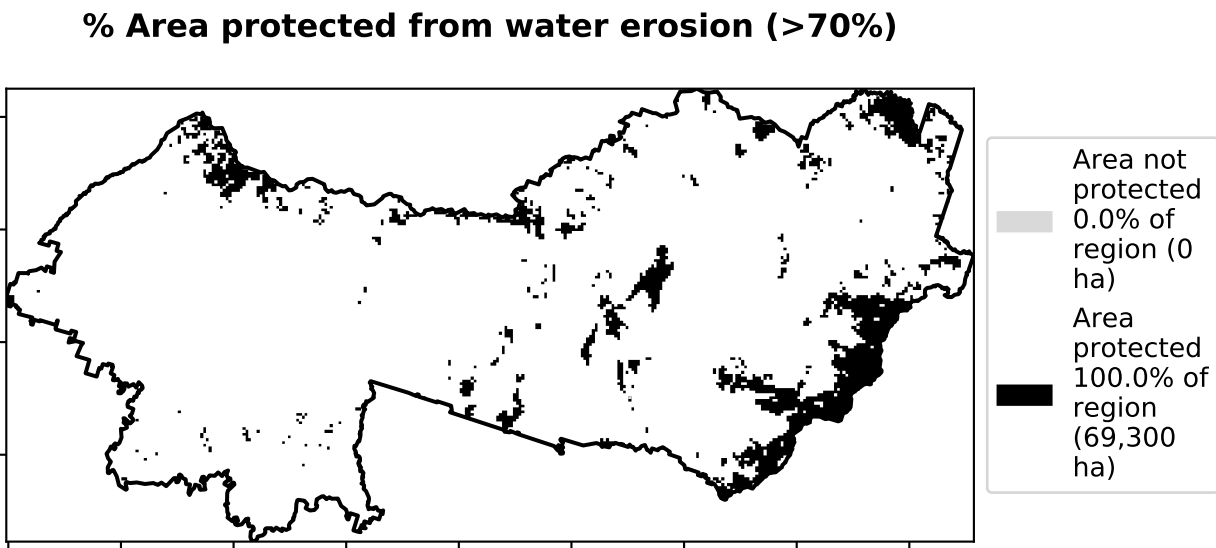 % Area protected from water erosion (>70%)
Area not
protected
0.0% of
region (0
ha)
Area
protected
100.0% of
region
(69,300
ha)